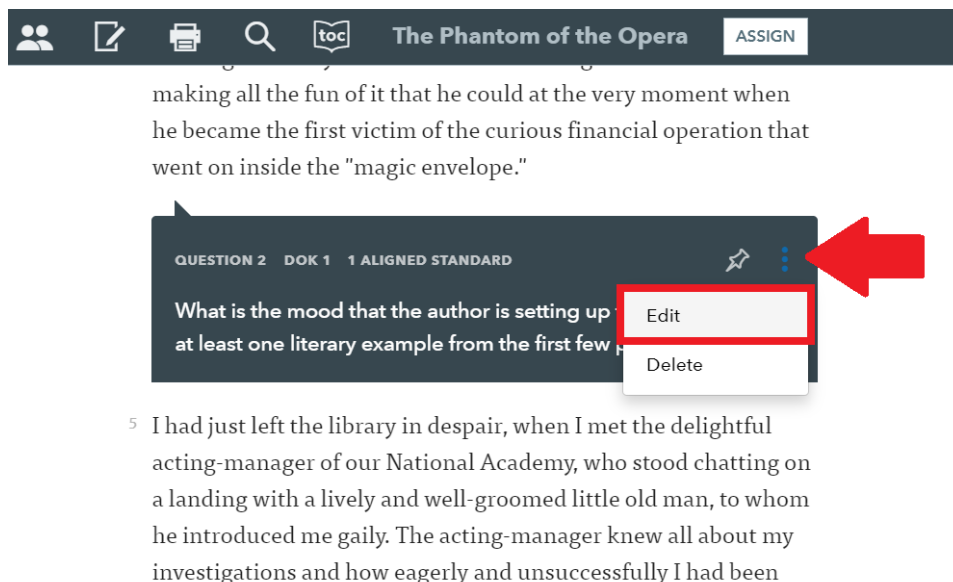 toc The Phantom of the Opera ASSIGN
making all the fun of it that he could at the very moment when
he became the first victim of the curious financial operation that
went on inside the "magic envelope."
QUESTION 2 DOK 1 1 ALIGNED STANDARD
What is the mood that the author is setting up
at least one literary example from the first few
Edit
Delete
5 I had just left the library in despair, when I met the delightful
acting-manager of our National Academy, who stood chatting on
a landing with a lively and well-groomed little old man, to whom
he introduced me gaily. The acting-manager knew all about my
investigations and how eagerly and unsuccessfully I had been